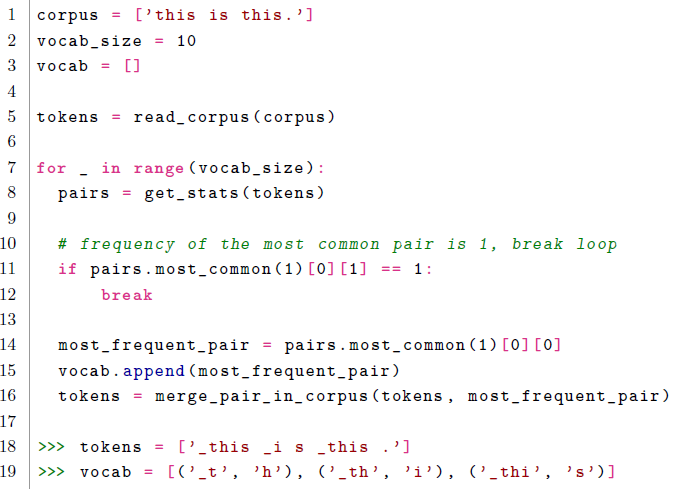 1 corpus = ['this is this.']
2 vocab_size = 10
3 vocab = []
4
5 tokens = read_corpus(corpus)
6
7 for _ in range(vocab_size):
8   pairs = get_stats(tokens)
9
10   # frequency of the most common pair is 1, break loop
11   if pairs.most_common(1)[0][1] == 1:
12       break
13
14   most_frequent_pair = pairs.most_common(1)[0][0]
15   vocab.append(most_frequent_pair)
16   tokens = merge_pair_in_corpus(tokens, most_frequent_pair)
17
18 >>> tokens = ['_this _i s _this .']
19 >>> vocab = [('_t', 'h'), ('_th', 'i'), ('_thi', 's')]